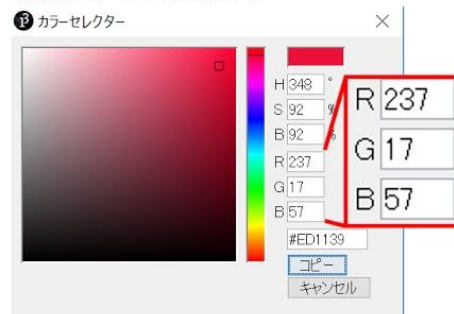 カラーセレクター
H 348 °
S 92 %
B 92 %
R 237
G 17
B 57
#ED1139
コピー
キャンセル
R 237
G 17
B 57